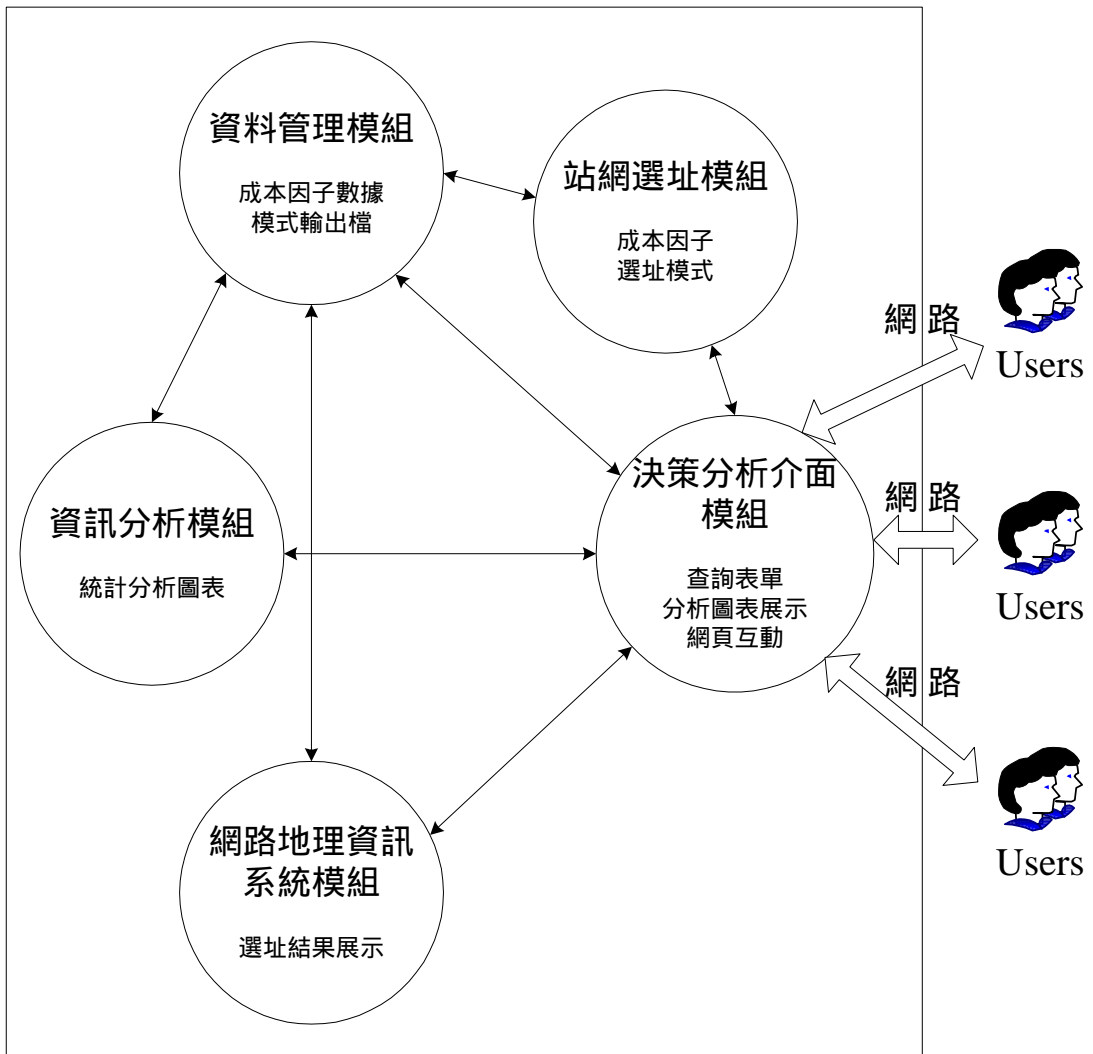 資料管理模組
成本因子數據
模式輸出檔
站網選址模組
成本因子
選址模式
網 路
Users
決策分析介面
模組
查詢表單
分析圖表展示
網頁互動
網 路
Users
資訊分析模組
統計分析圖表
網 路
Users
網路地理資訊
系統模組
選址結果展示